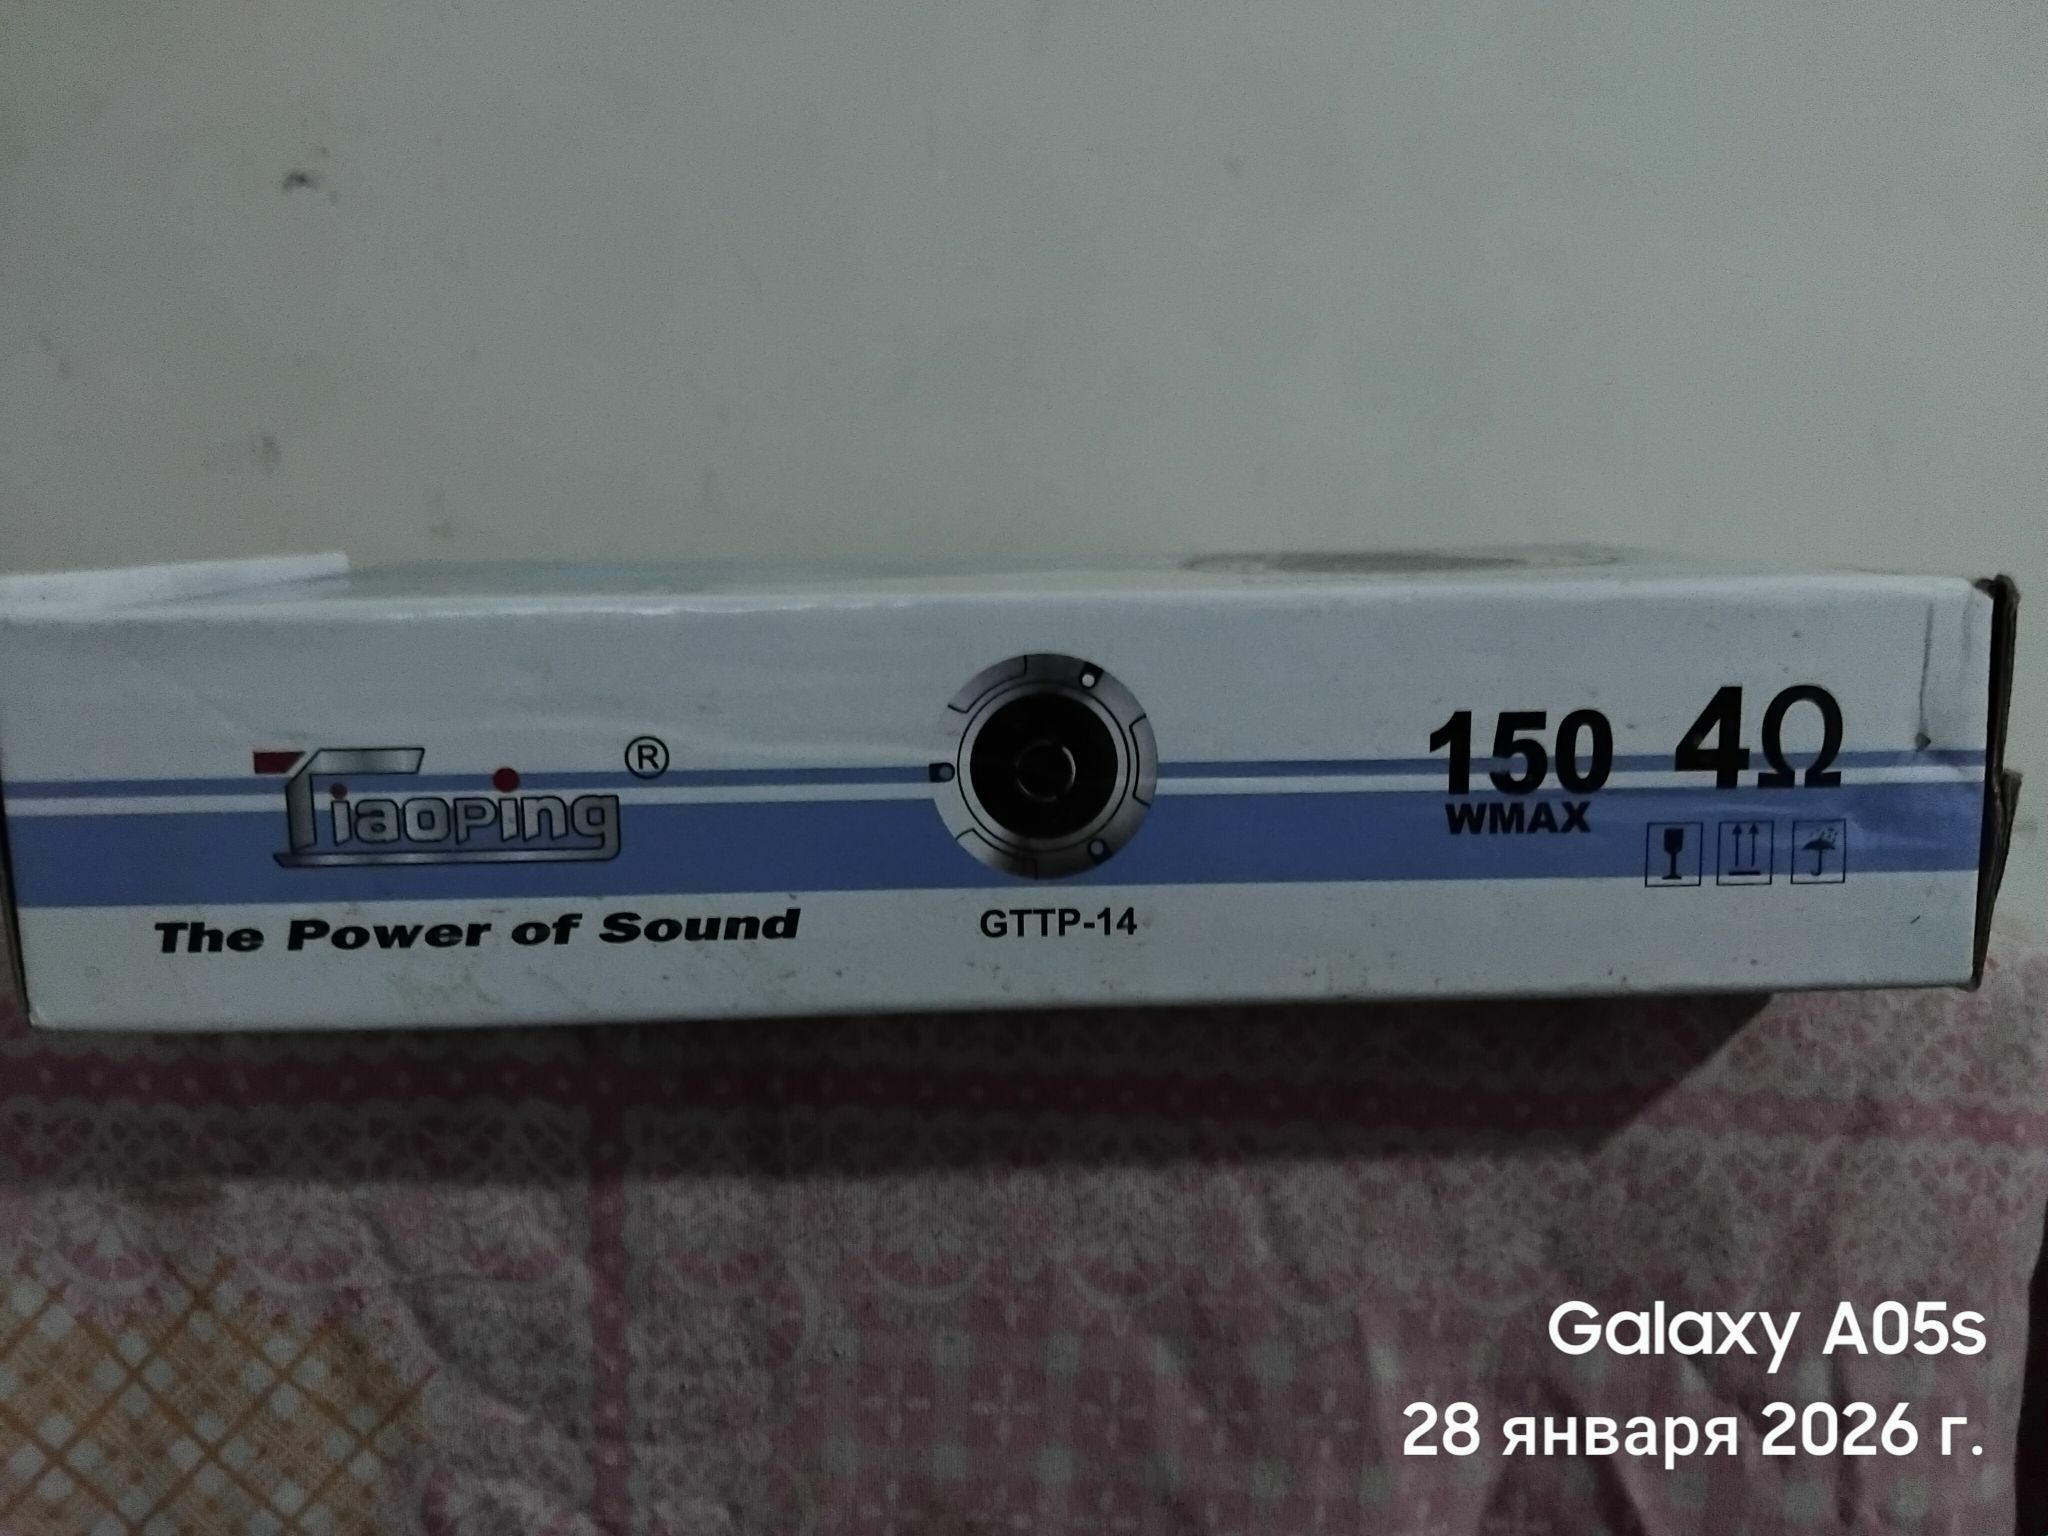 Tiaoping ®
The Power of Sound
GTTP-14
150 4Ω
WMAX
Galaxy A05s
28 января 2026 г.